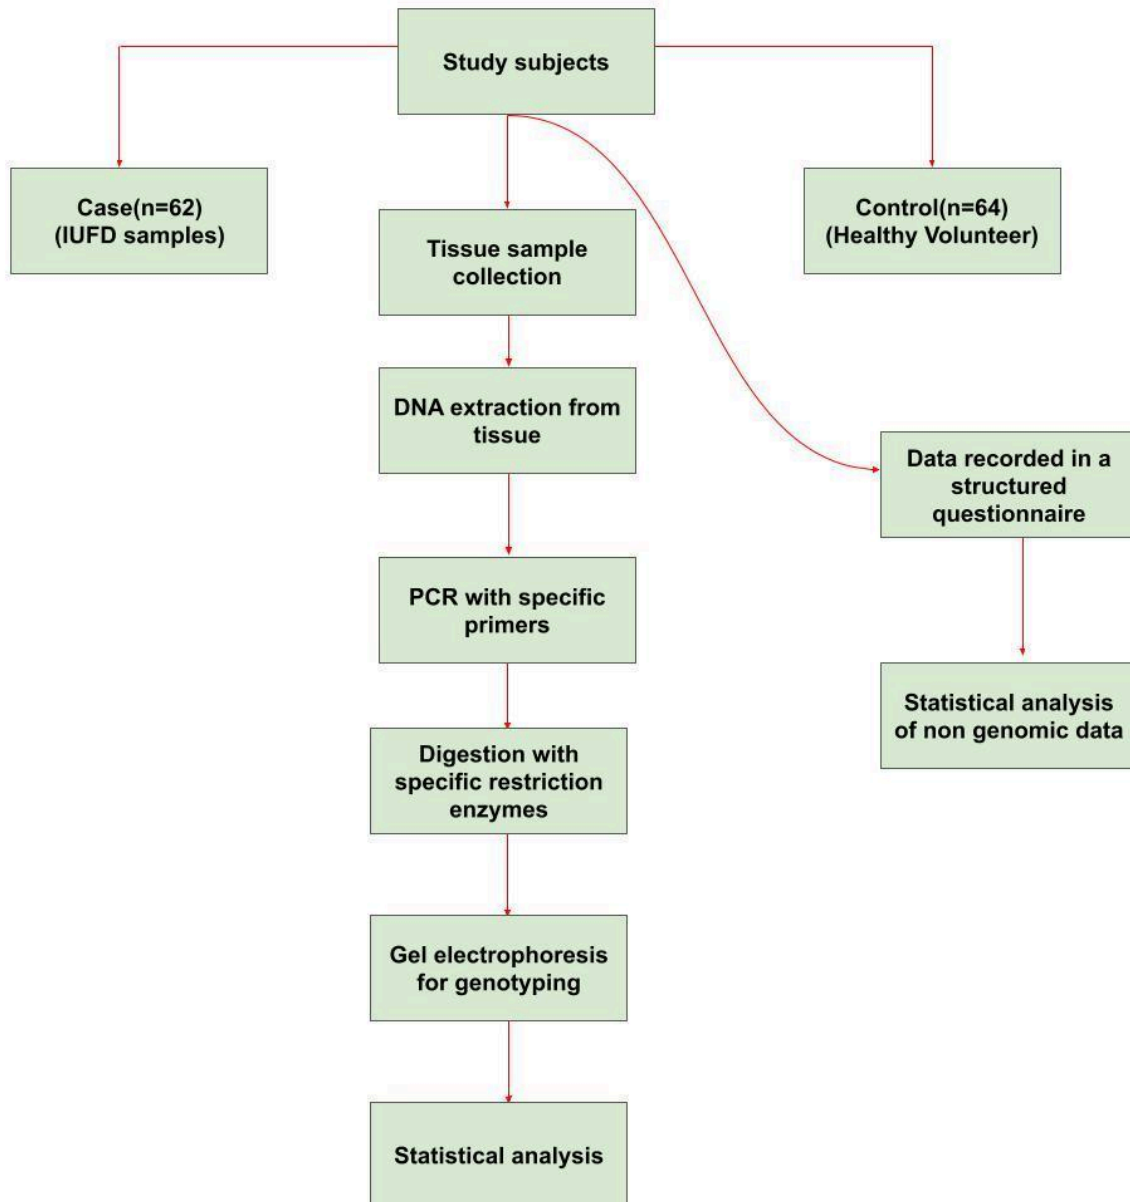 Study subjects
Case(n=62)
(IUFD samples)
Control(n=64)
(Healthy Volunteer)
Tissue sample
collection
DNA extraction from
tissue
Data recorded in a
structured
questionnaire
PCR with specific
primers
Statistical analysis
of non genomic data
Digestion with
specific restriction
enzymes
Gel electrophoresis
for genotyping
Statistical analysis